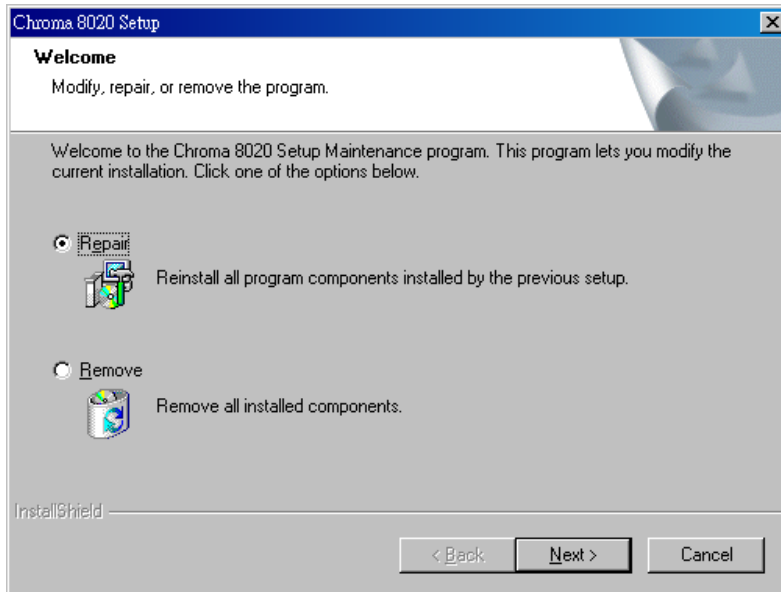 Chroma 8020 Setup
Welcome
Modify, repair, or remove the program.
Welcome to the Chroma 8020 Setup Maintenance program. This program lets you modify the
current installation. Click one of the options below.
Repair
Reinstall all program components installed by the previous setup.
Remove
Remove all installed components.
InstallShield
< Back
Next >
Cancel